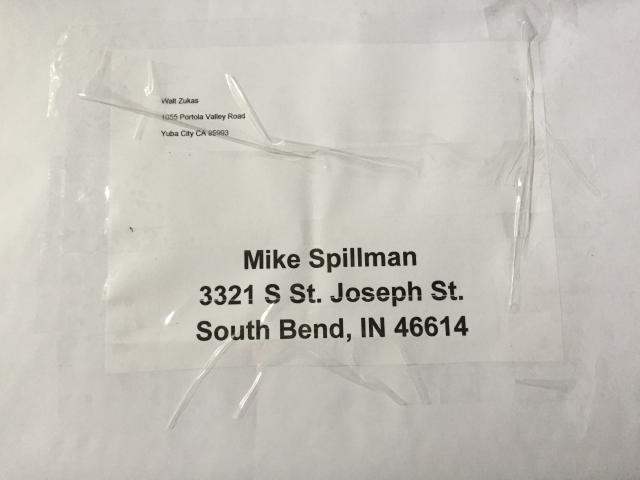 Walt Zukas
1055 Portola Valley Road
Yuba City CA 95993
Mike Spillman
3321 S St. Joseph St.
South Bend, IN 46614